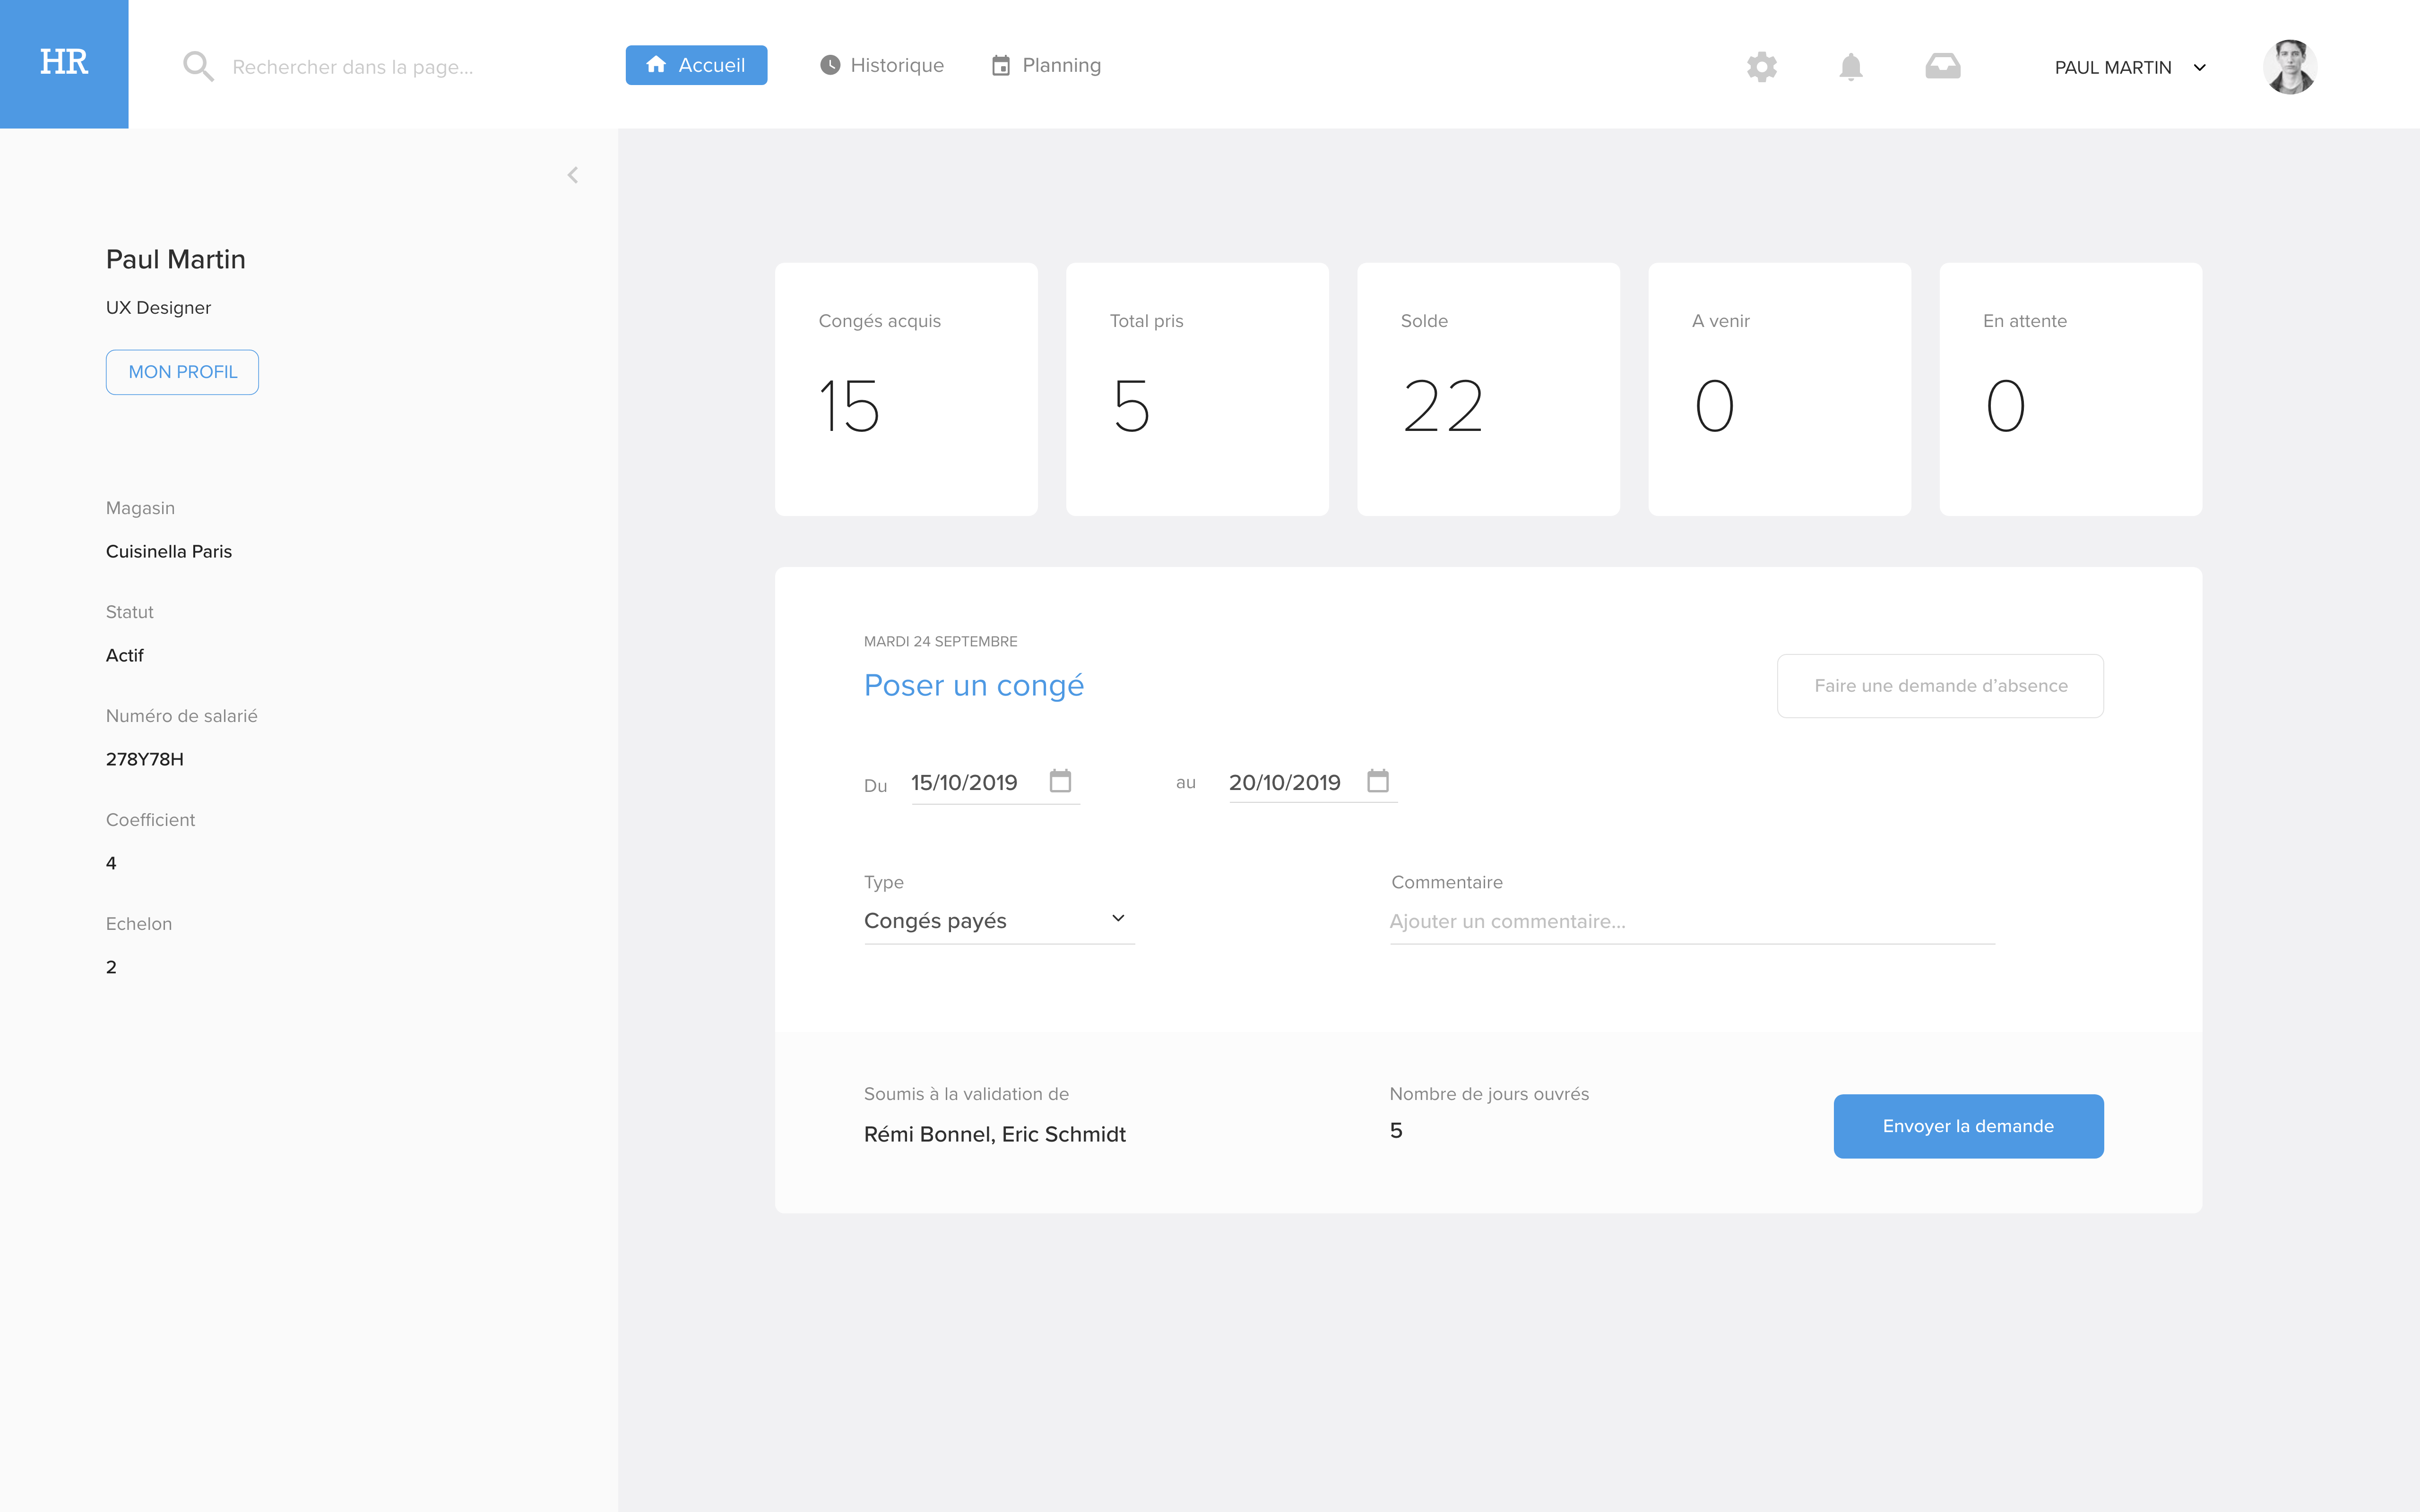 HR
Rechercher dans la page...
Accueil
Historique
Planning
PAUL MARTIN
Paul Martin
UX Designer
MON PROFIL
Magasin
Cuisinella Paris
Statut
Actif
Numéro de salarié
278Y78H
Coefficient
4
Echelon
2
Congés acquis
15
Total pris
5
Solde
22
A venir
0
En attente
0
MARDI 24 SEPTEMBRE
Poser un congé
Faire une demande d’absence
Du 15/10/2019 au 20/10/2019
Type
Congés payés
Commentaire
Ajouter un commentaire...
Soumis à la validation de
Rémi Bonnel, Eric Schmidt
Nombre de jours ouvrés
5
Envoyer la demande